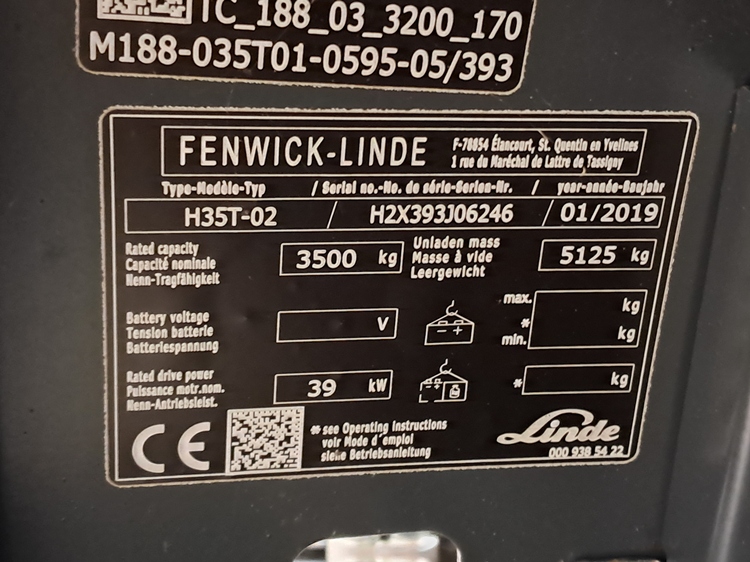 TC_188_03_3200_170
M188-035T01-0595-05/393
FENWICK-LINDE
F-78854 Élancourt, St. Quentin en Yvelines
1 rue du Maréchal de Lattre de Tassigny
Type-Modèle-Typ / Serial no.-No. de série-Serien-Nr. / year-année-Baujahr
H35T-02 / H2X393J06246 / 01/2019
Rated capacity
Capacité nominale
Nenn-Tragfähigkeit
3500 kg
Unladen mass
Masse à vide
Leergewicht
5125 kg
Battery voltage
Tension batterie
Batteriespannung
V
- +
max.
*
min.
kg
kg
Rated drive power
Puissance motr.nom.
Nenn-Antriebsleist.
39 kW
* kg
CE
* see Operating Instructions
voir Mode d'emploi
siehe Betriebsanleitung
Linde
000 938 54 22